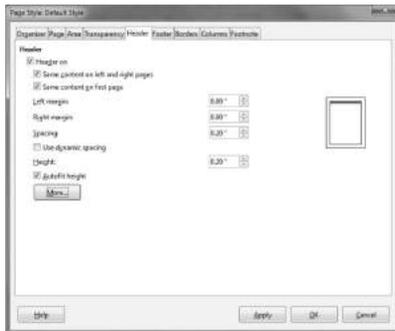 Page Style: Default Style
Organizer Page Area Transparency Header Footer Borders Columns Footnote
Header
Header on
Same content on left and right pages
Same content on first page
Left margin 0.00 "
Right margin 0.00 "
Spacing 0.20 "
Use dynamic spacing
Height: 0.20 "
Autofit height
More...
Help Apply OK Cancel